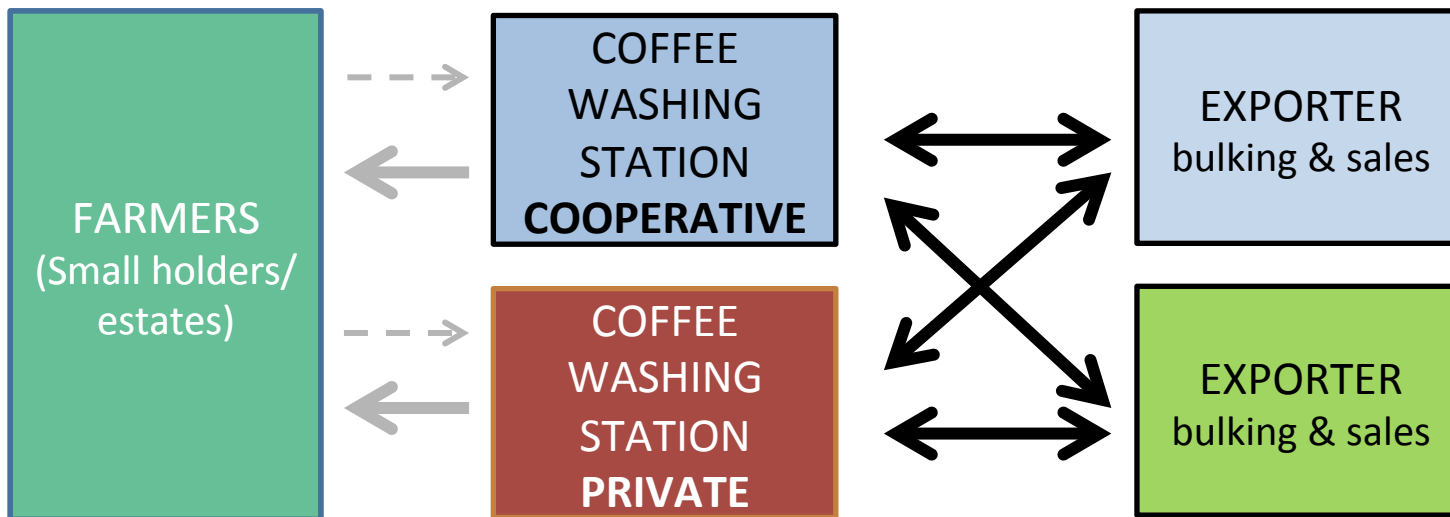 FARMERS
(Small holders/
estates)
COFFEE
WASHING
STATION
COOPERATIVE
COFFEE
WASHING
STATION
PRIVATE
EXPORTER
bulking & sales
EXPORTER
bulking & sales